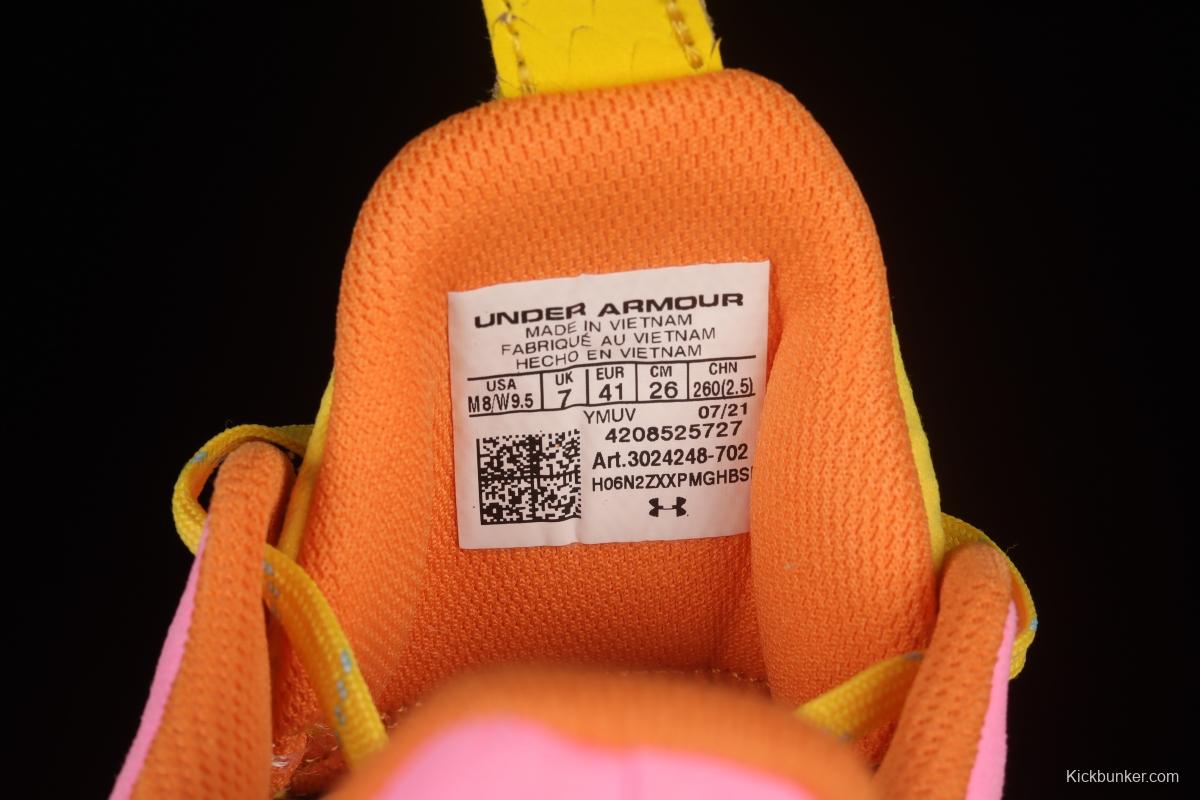 UNDER ARMOUR
MADE IN VIETNAM
FABRIQUÉ AU VIETNAM
HECHO EN VIETNAM
USA UK EUR CM CHN
M8/W9.5 7 41 26 260(2.5)
YMUV 07/21
4208525727
Art.3024248-702
H06N2ZXXPMGHBS
Kickbunker.com